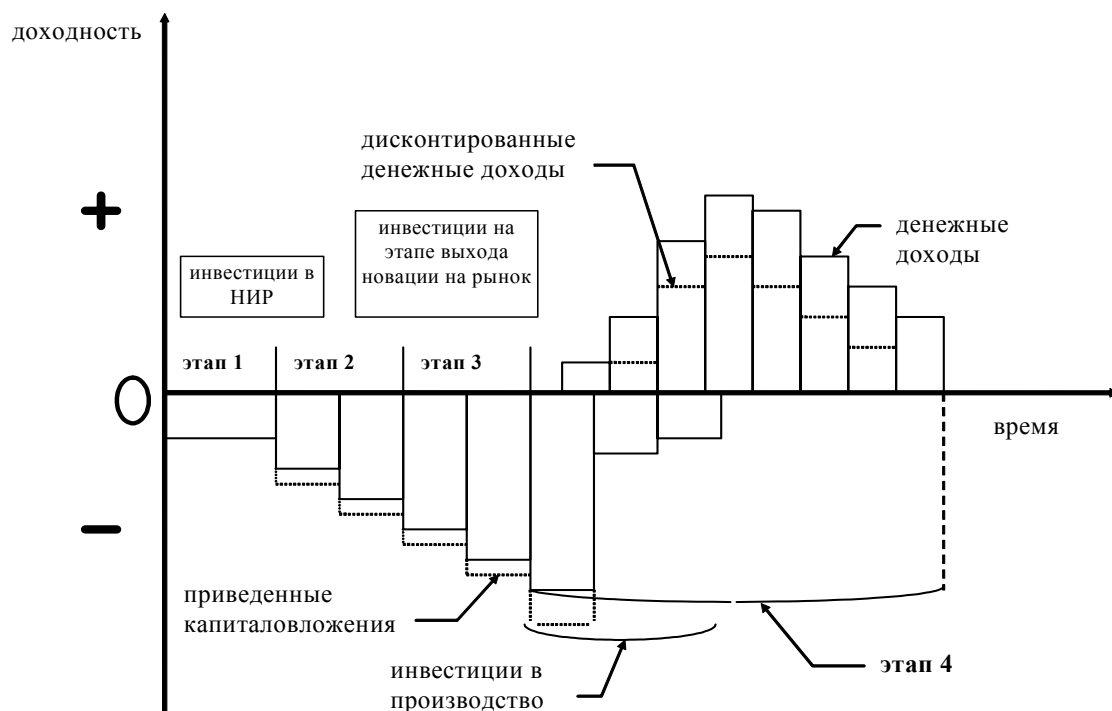 доходность
дисконтированные
денежные доходы
+
инвестиции на
этапе выхода
новации на рынок
денежные
доходы
инвестиции в
НИР
этап 1
этап 2
этап 3
0
время
−
приведенные
капиталовложения
инвестиции в
производство
этап 4